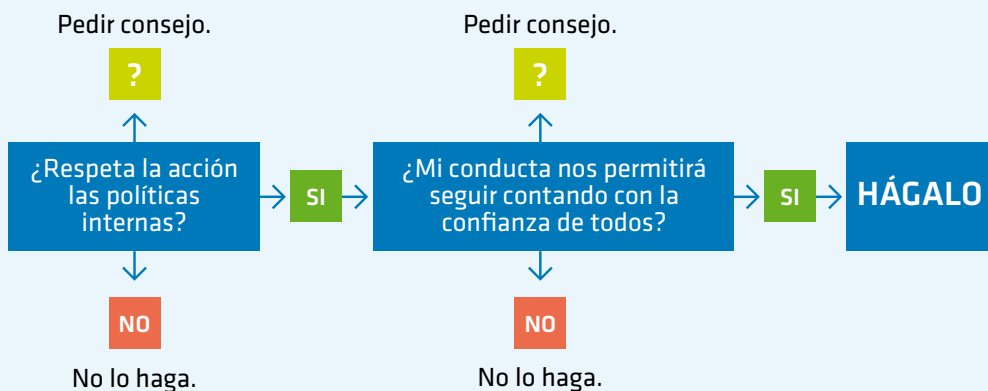 Pedir consejo.
?
¿Respeta la acción
las políticas
internas?
NO
No lo haga.
SI
Pedir consejo.
?
¿Mi conducta nos permitirá
seguir contando con la
confianza de todos?
NO
No lo haga.
SI
HÁGALO